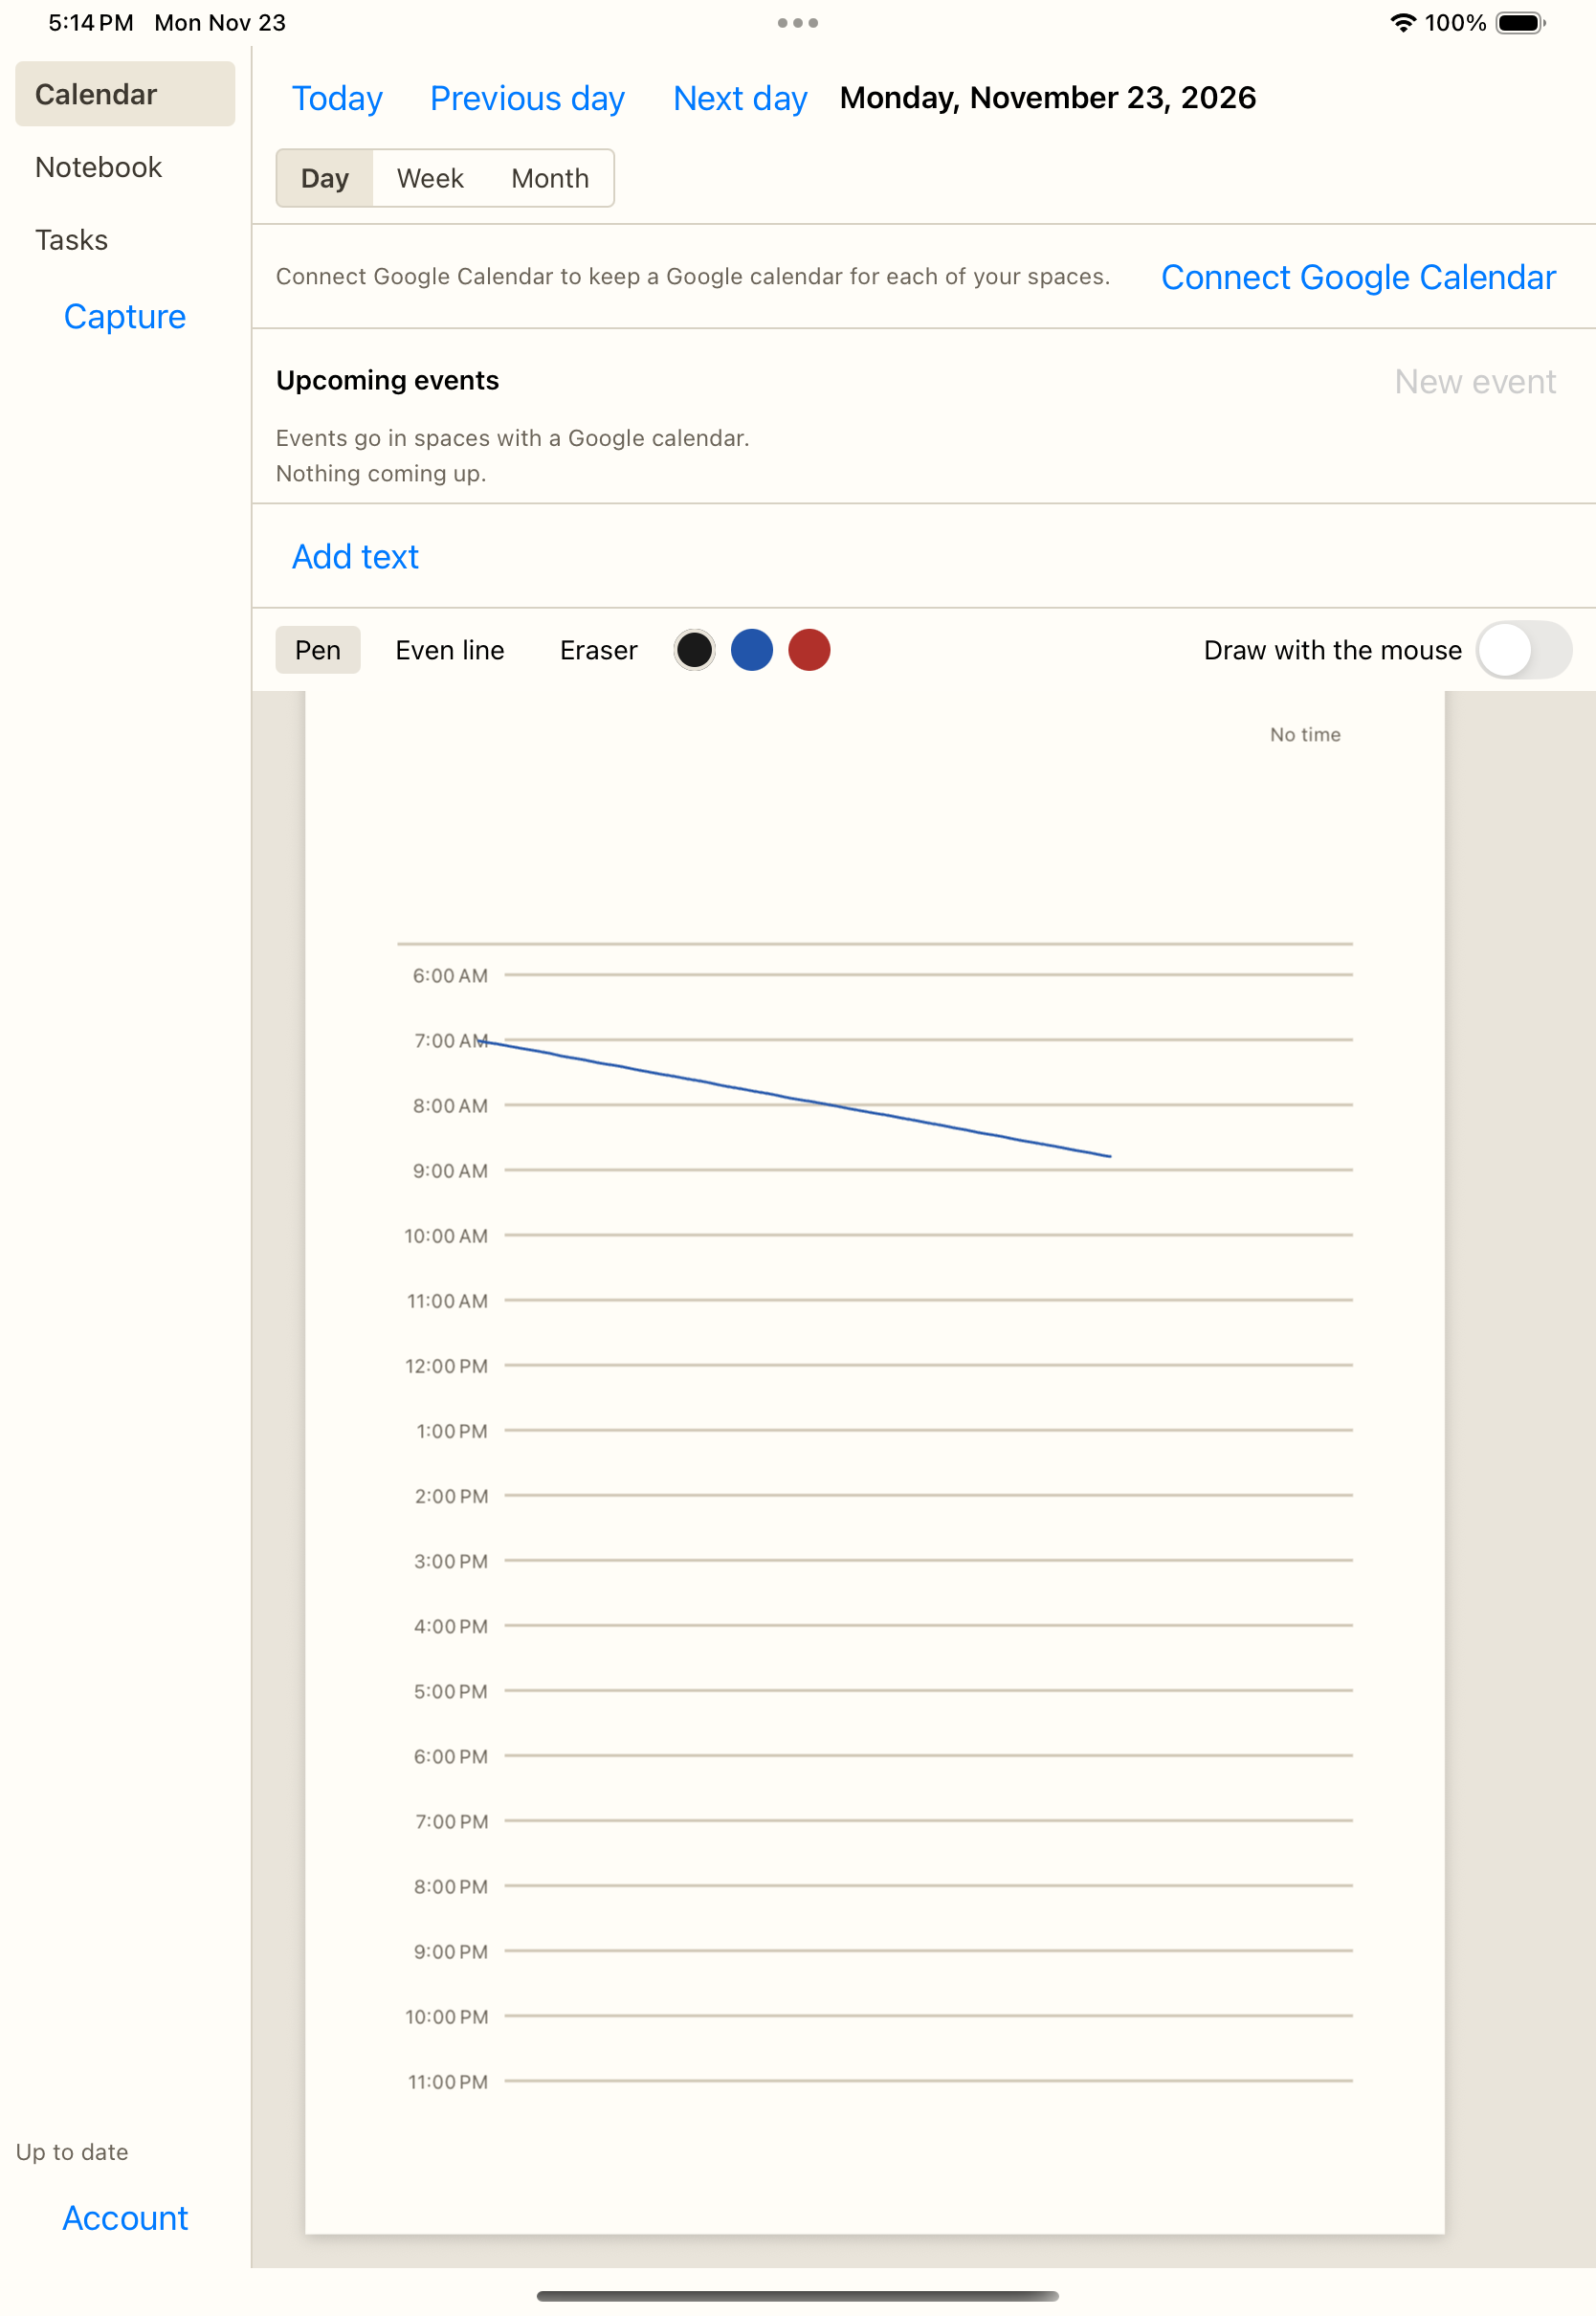 5:14 PM Mon Nov 23
100%
Calendar
Notebook
Tasks
Capture
Today Previous day Next day Monday, November 23, 2026
Day Week Month
Connect Google Calendar to keep a Google calendar for each of your spaces. Connect Google Calendar
Upcoming events New event
Events go in spaces with a Google calendar.
Nothing coming up.
Add text
Pen Even line Eraser Draw with the mouse
No time
6:00 AM
7:00 AM
8:00 AM
9:00 AM
10:00 AM
11:00 AM
12:00 PM
1:00 PM
2:00 PM
3:00 PM
4:00 PM
5:00 PM
6:00 PM
7:00 PM
8:00 PM
9:00 PM
10:00 PM
11:00 PM
Up to date
Account